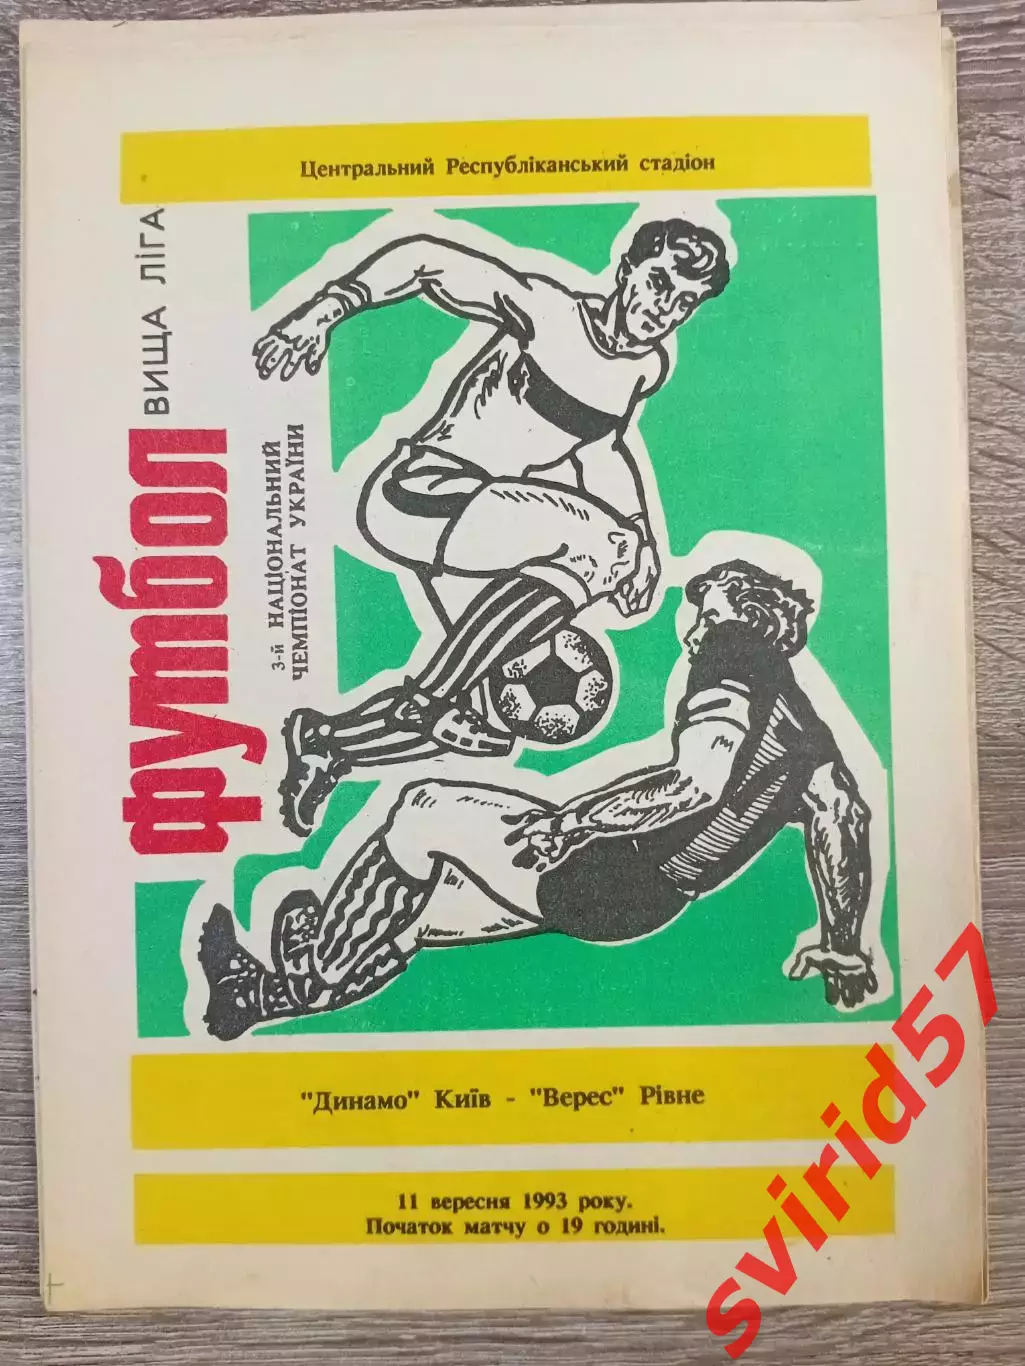 Центральний Республіканський стадіон
ФУТБОЛ
ВИЩА ЛІГА
3-й НАЦІОНАЛЬНИЙ
ЧЕМПІОНАТ УКРАЇНИ
"Динамо" Київ - "Верес" Рівне
11 вересня 1993 року.
Початок матчу о 19 годині.
svirid57